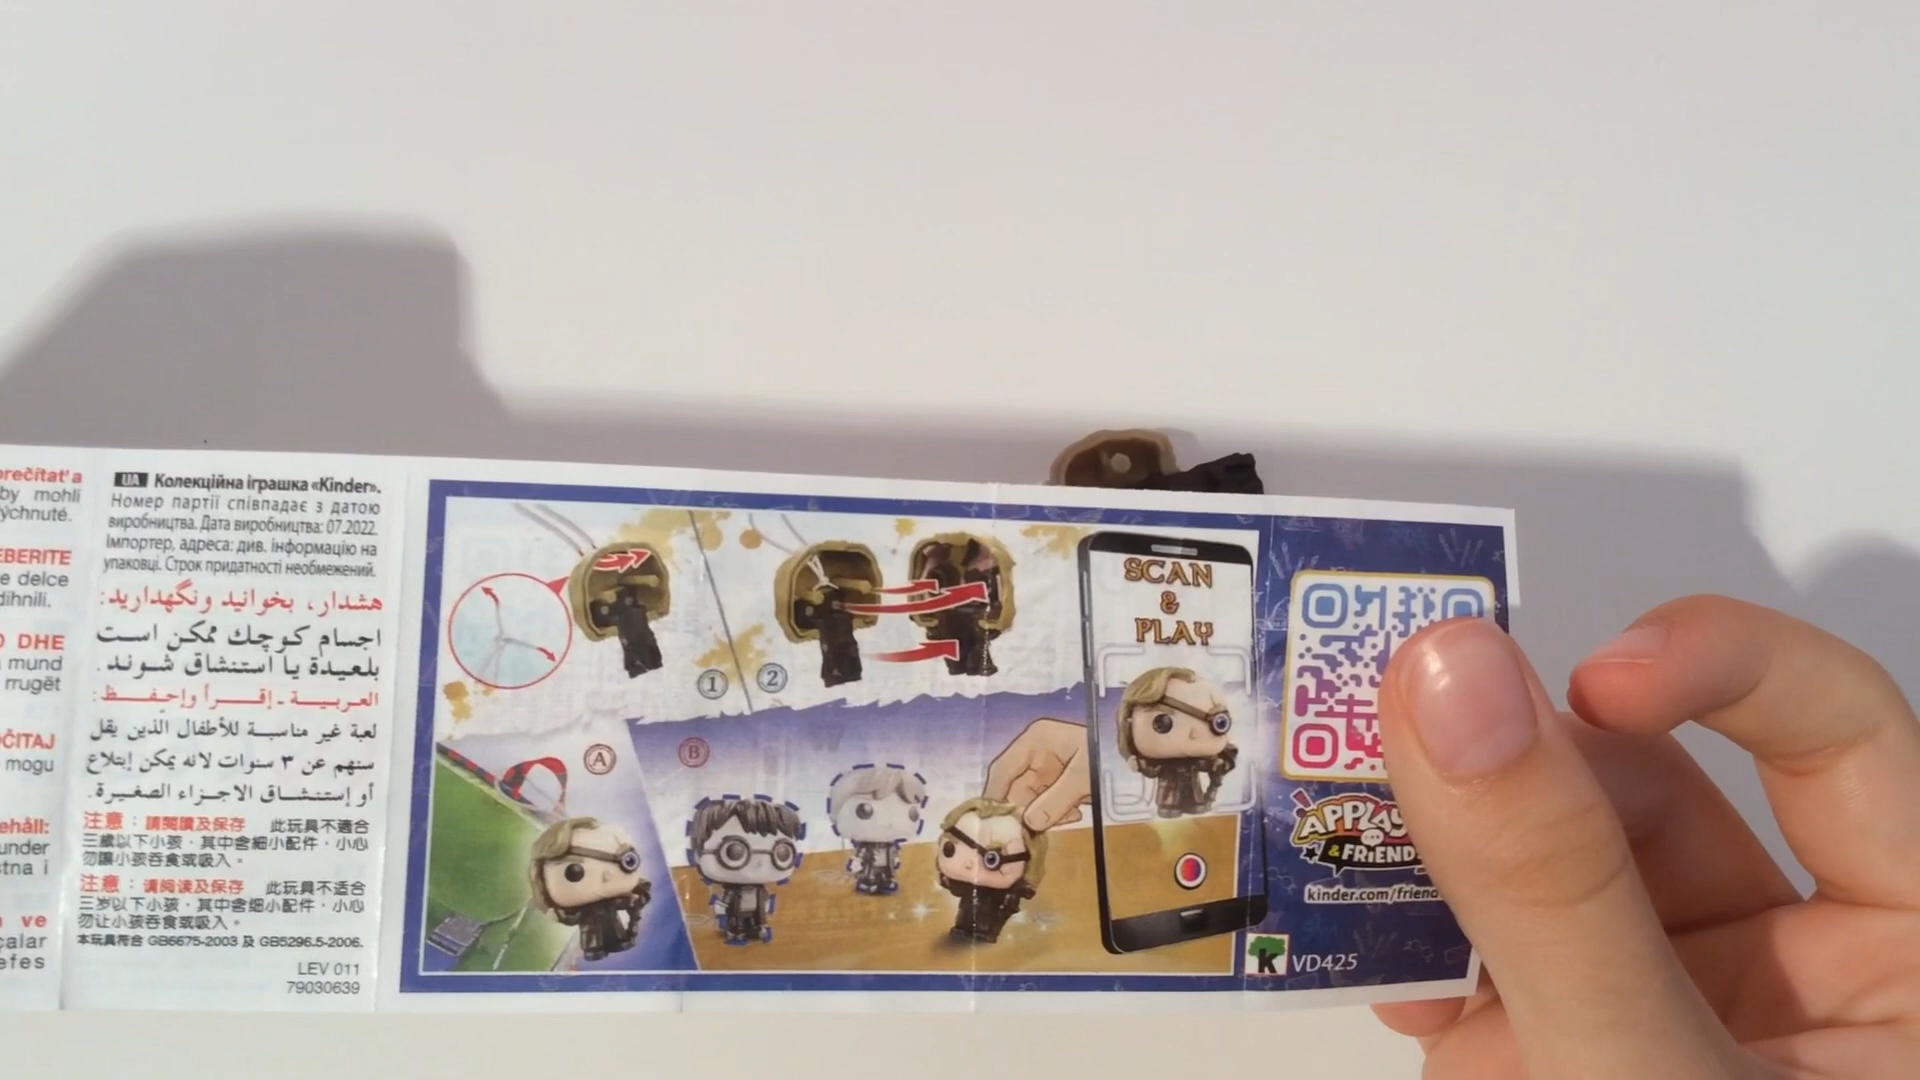 prečítať a
by mohli
ýchnuté.
EBERITE
e delce
dihnili.
O DHE
mund
rrugët
OČITAJ
mogu
ehåll:
under
stna i
n ve
çalar
efes
UA Колекційна іграшка «Kinder».
Номер партії співпадає з датою
виробництва. Дата виробництва: 07.2022.
Імпортер, адреса: див. інформацію на
упаковці. Строк придатності необмежений.
هشدار، بخوانید ونگهدارید:
اجسام کوچک ممکن است
بلعیدة یا استنشاق شوند.
العربية ـ إقرأ وإحفظ:
لعبة غير مناسبة للأطفال الذين يقل
سنهم عن ٣ سنوات لانه يمكن إبتلاع
أو إستنشاق الاجزاء الصغيرة.
注意：請閱讀及保存 此玩具不適合
三歲以下小孩，其中含細小配件，小心
勿讓小孩吞食或吸入。
注意：请阅读及保存 此玩具不适合
三岁以下小孩，其中含细小配件，小心
勿让小孩吞食或吸入。
本玩具符合 GB6675-2003 及 GB5296.5-2006.
LEV 011
79030639
1
2
A
B
SCAN
&
PLAY
APPLAY
& FRIEND
kinder.com/friend
k VD425